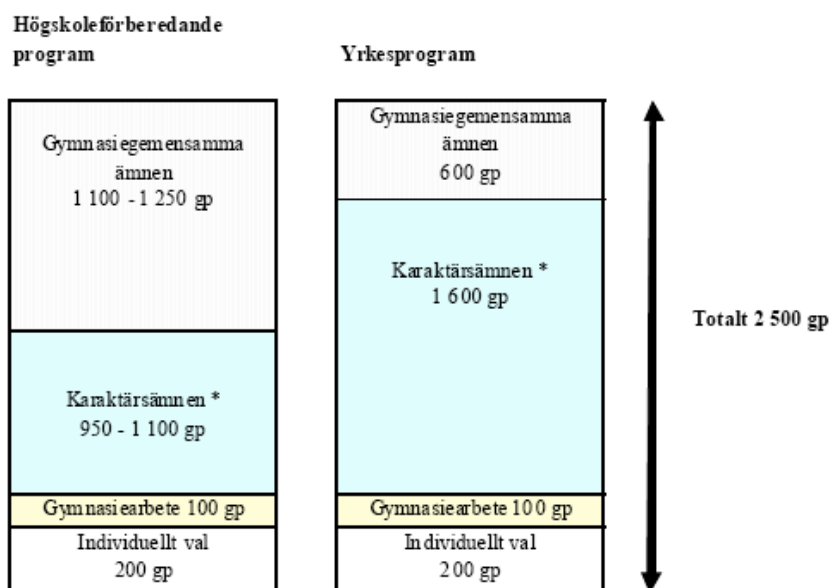 Högskoleförberedande
program
Gymnasiegemensamma
ämnen
1 100 - 1 250 gp
Karaktärsämnen *
950 - 1 100 gp
Gymnasiearbete 100 gp
Individuellt val
200 gp
Yrkesprogram
Gymnasiegemensamma
ämnen
600 gp
Karaktärsämnen *
1 600 gp
Gymnasiearbete 100 gp
Individuellt val
200 gp
Totalt 2 500 gp